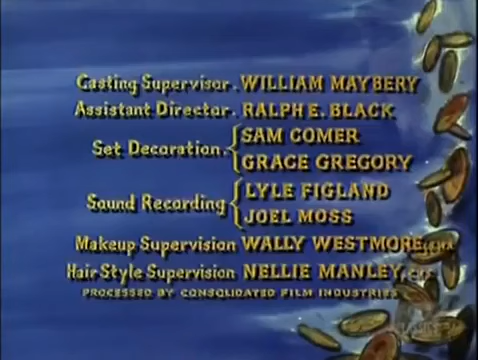 Casting Supervisor . WILLIAM MAYBERY
Assistant Director . RALPH E. BLACK
Set Decoration . { SAM COMER
GRACE GREGORY
Sound Recording { LYLE FIGLAND
JOEL MOSS
Makeup Supervision WALLY WESTMORE,
Hair Style Supervision NELLIE MANLEY,
PROCESSED BY CONSOLIDATED FILM INDUSTRIES